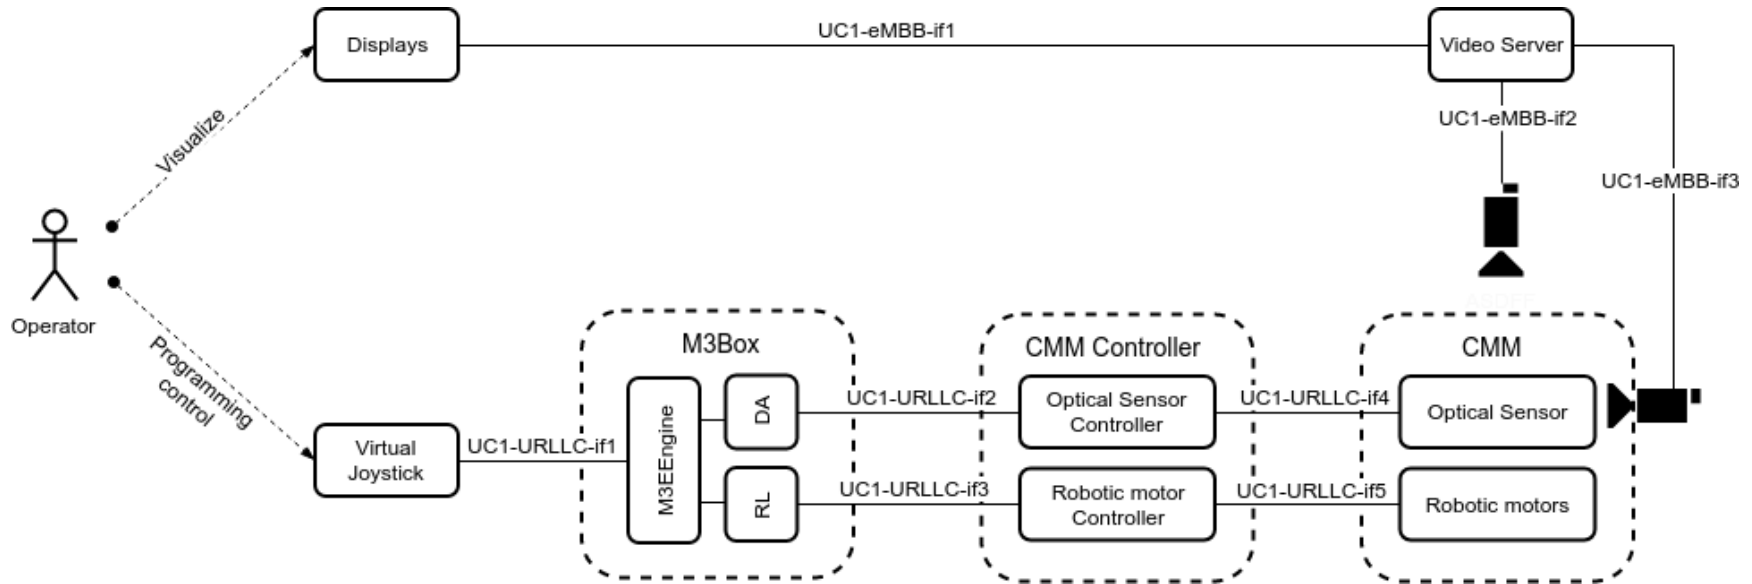 Displays
UC1-eMBB-if1
Video Server
UC1-eMBB-if2
UC1-eMBB-if3
Visualize
Operator
Programming
control
Virtual
Joystick
UC1-URLLC-if1
M3Box
M3EEngine
DA
RL
UC1-URLLC-if2
UC1-URLLC-if3
CMM Controller
Optical Sensor
Controller
Robotic motor
Controller
UC1-URLLC-if4
UC1-URLLC-if5
CMM
Optical Sensor
Robotic motors